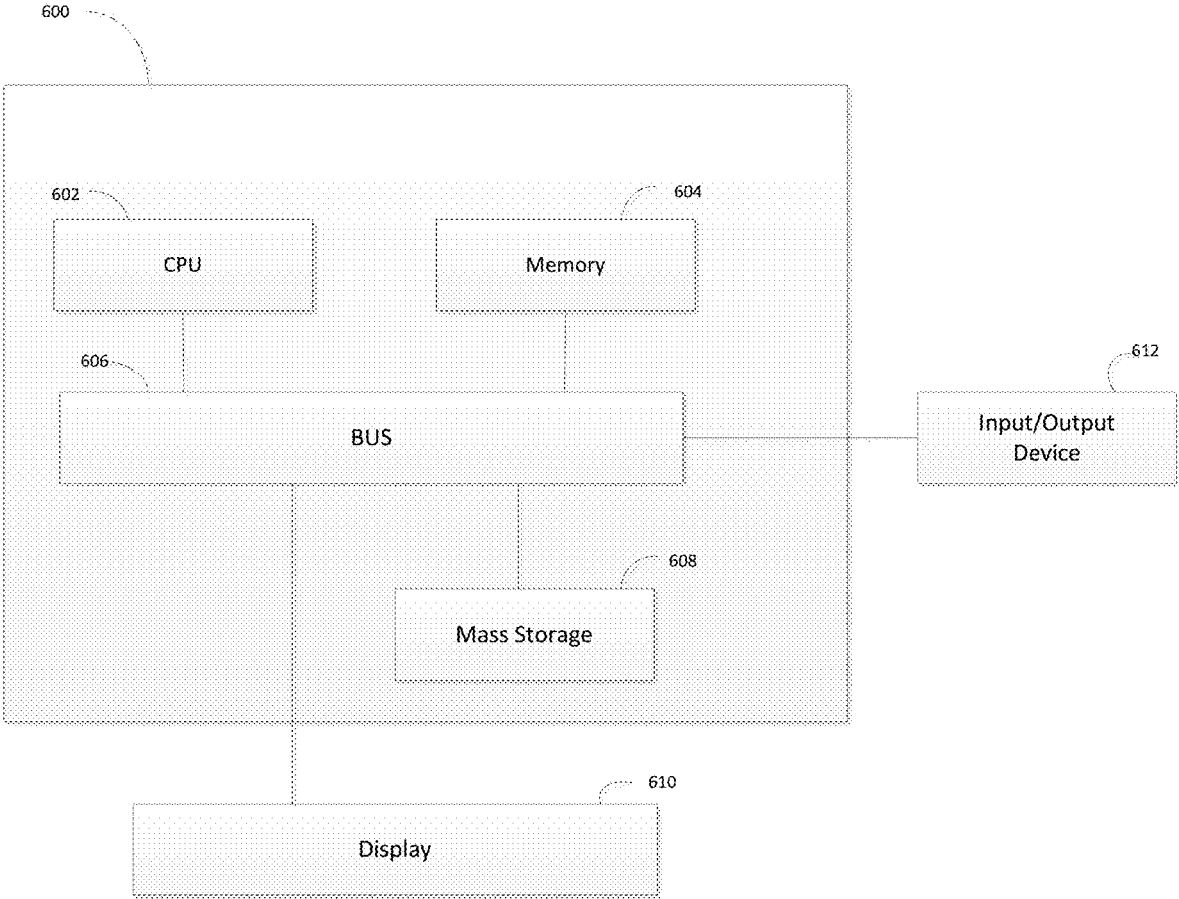 600
602
604
CPU
Memory
606
612
BUS
Input/Output
Device
608
Mass Storage
610
Display